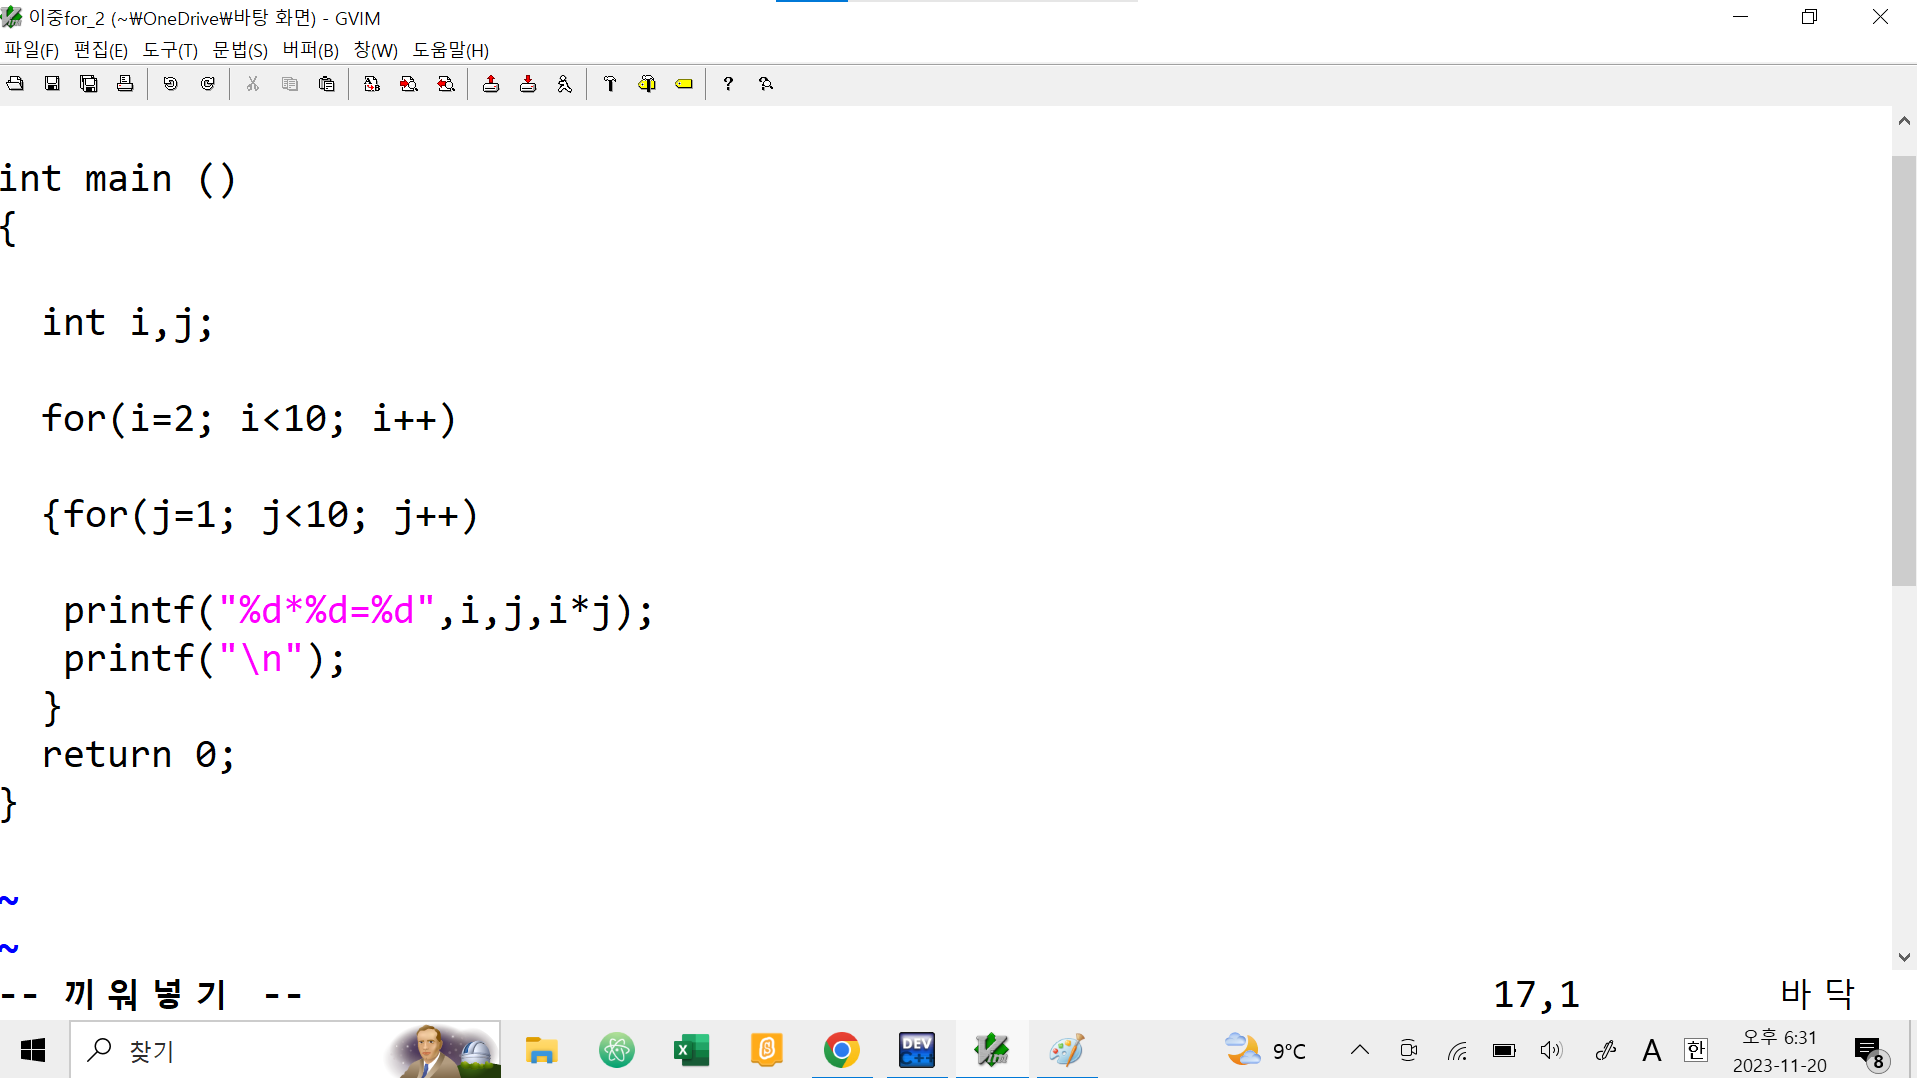 이중for_2 (~₩OneDrive₩바탕 화면) - GVIM
파일(F) 편집(E) 도구(T) 문법(S) 버퍼(B) 창(W) 도움말(H)
int main ()
{
int i,j;
for(i=2; i<10; i++)
{for(j=1; j<10; j++)
printf("%d*%d=%d",i,j,i*j);
printf("\n");
}
return 0;
}
~
~
-- 끼워넣기 -- 17,1 바닥
찾기
DEV C++
9°C
A 한
오후 6:31
2023-11-20
8